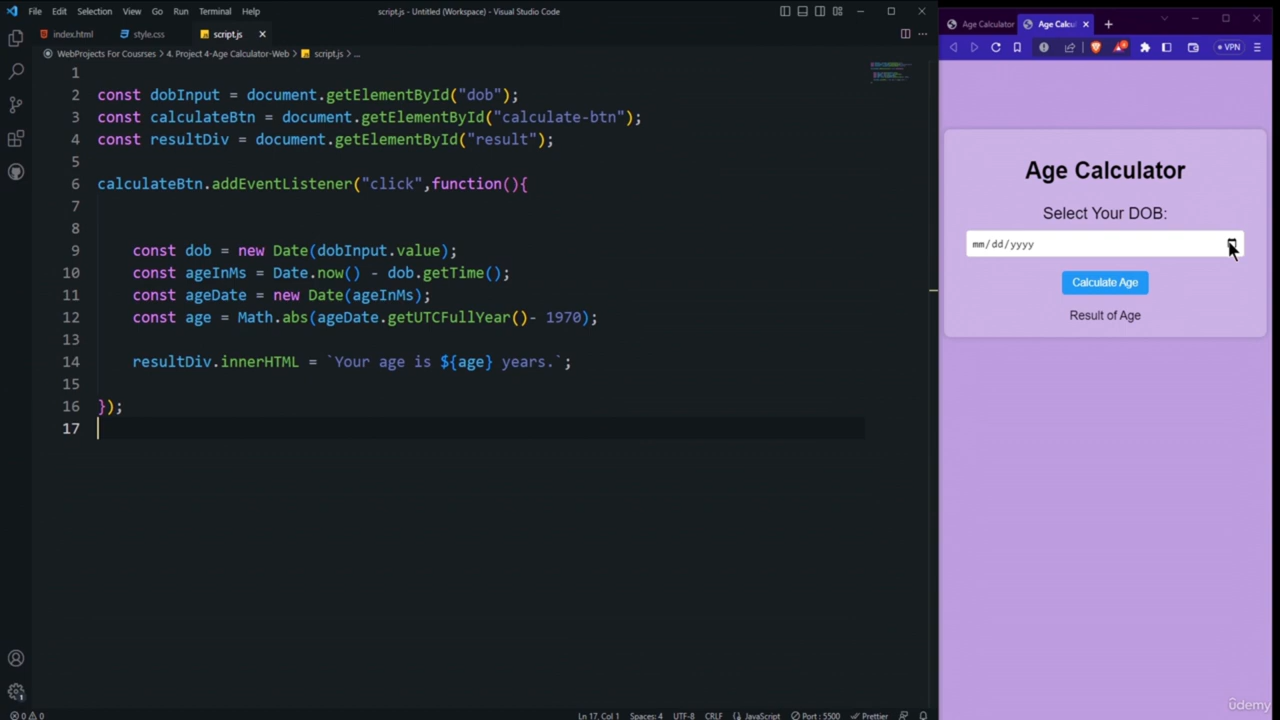 File Edit Selection View Go Run Terminal Help
script.js - Untitled (Workspace) - Visual Studio Code
index.html style.css script.js
WebProjects For Coursres > 4. Project 4-Age Calculator-Web > script.js > ...
1
2 const dobInput = document.getElementById("dob");
3 const calculateBtn = document.getElementById("calculate-btn");
4 const resultDiv = document.getElementById("result");
5
6 calculateBtn.addEventListener("click",function(){
7
8
9 const dob = new Date(dobInput.value);
10 const ageInMs = Date.now() - dob.getTime();
11 const ageDate = new Date(ageInMs);
12 const age = Math.abs(ageDate.getUTCFullYear()- 1970);
13
14 resultDiv.innerHTML = `Your age is ${age} years.`;
15
16 });
17
0 0
Ln 17, Col 1 Spaces: 4 UTF-8 CRLF JavaScript Port : 5500 Prettier
Age Calculator Age Calcu
VPN
Age Calculator
Select Your DOB:
mm/dd/yyyy
Calculate Age
Result of Age
udemy